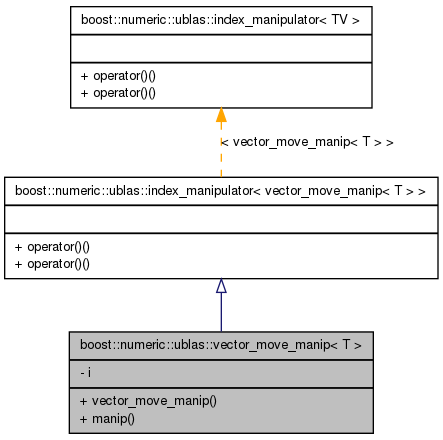 boost::numeric::ublas::index_manipulator< TV >
+ operator()()
+ operator()()
< vector_move_manip< T > >
boost::numeric::ublas::index_manipulator< vector_move_manip< T > >
+ operator()()
+ operator()()
boost::numeric::ublas::vector_move_manip< T >
- i
+ vector_move_manip()
+ manip()